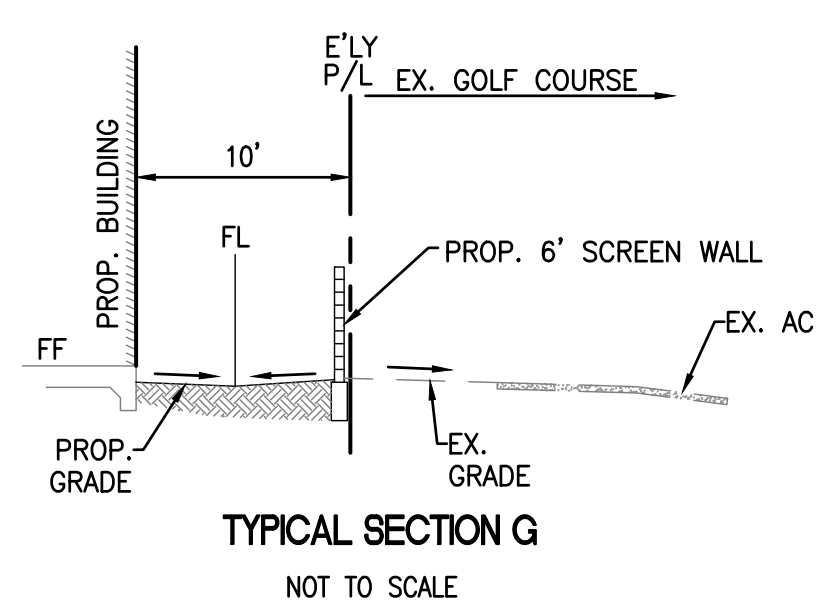 E'LY
P/L
EX. GOLF COURSE
PROP. BUILDING
10'
FL
PROP. 6' SCREEN WALL
EX. AC
FF
PROP.
GRADE
EX.
GRADE
TYPICAL SECTION G
NOT TO SCALE